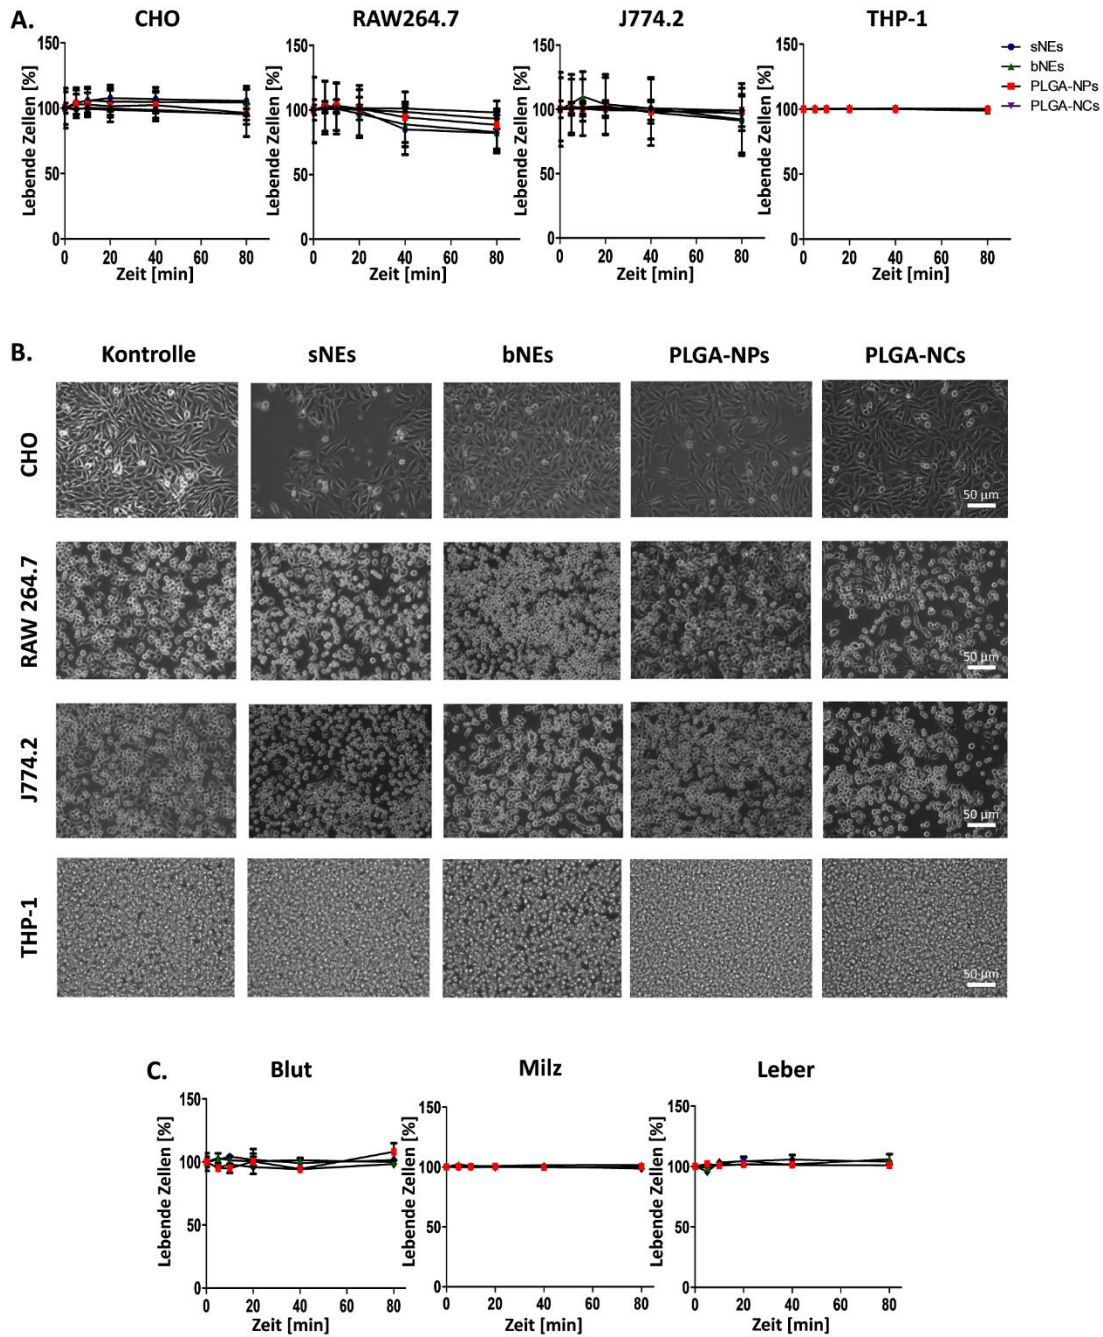 A.
CHO
RAW264.7
J774.2
THP-1
Lebende Zellen [%]
150
100
50
0
0 20 40 60 80
Zeit [min]
Lebende Zellen [%]
150
100
50
0
0 20 40 60 80
Zeit [min]
Lebende Zellen [%]
150
100
50
0
0 20 40 60 80
Zeit [min]
Lebende Zellen [%]
150
100
50
0
0 20 40 60 80
Zeit [min]
sNEs
bNEs
PLGA-NPs
PLGA-NCs
B.
Kontrolle sNEs bNEs PLGA-NPs PLGA-NCs
CHO
50 µm
RAW 264.7
50 µm
J774.2
50 µm
THP-1
50 µm
C.
Blut
Milz
Leber
Lebende Zellen [%]
150
100
50
0
0 20 40 60 80
Zeit [min]
Lebende Zellen [%]
150
100
50
0
0 20 40 60 80
Zeit [min]
Lebende Zellen [%]
150
100
50
0
0 20 40 60 80
Zeit [min]